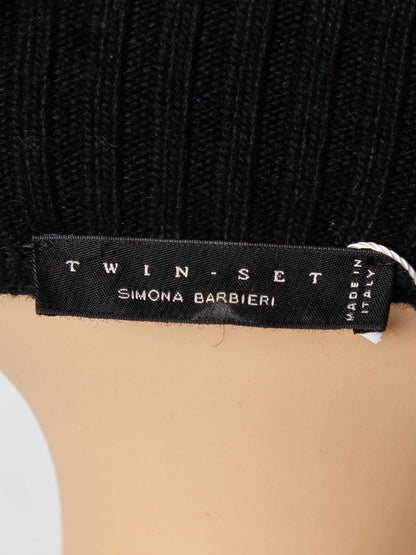 TWIN-SET
SIMONA BARBIERI
MADE IN
ITALY